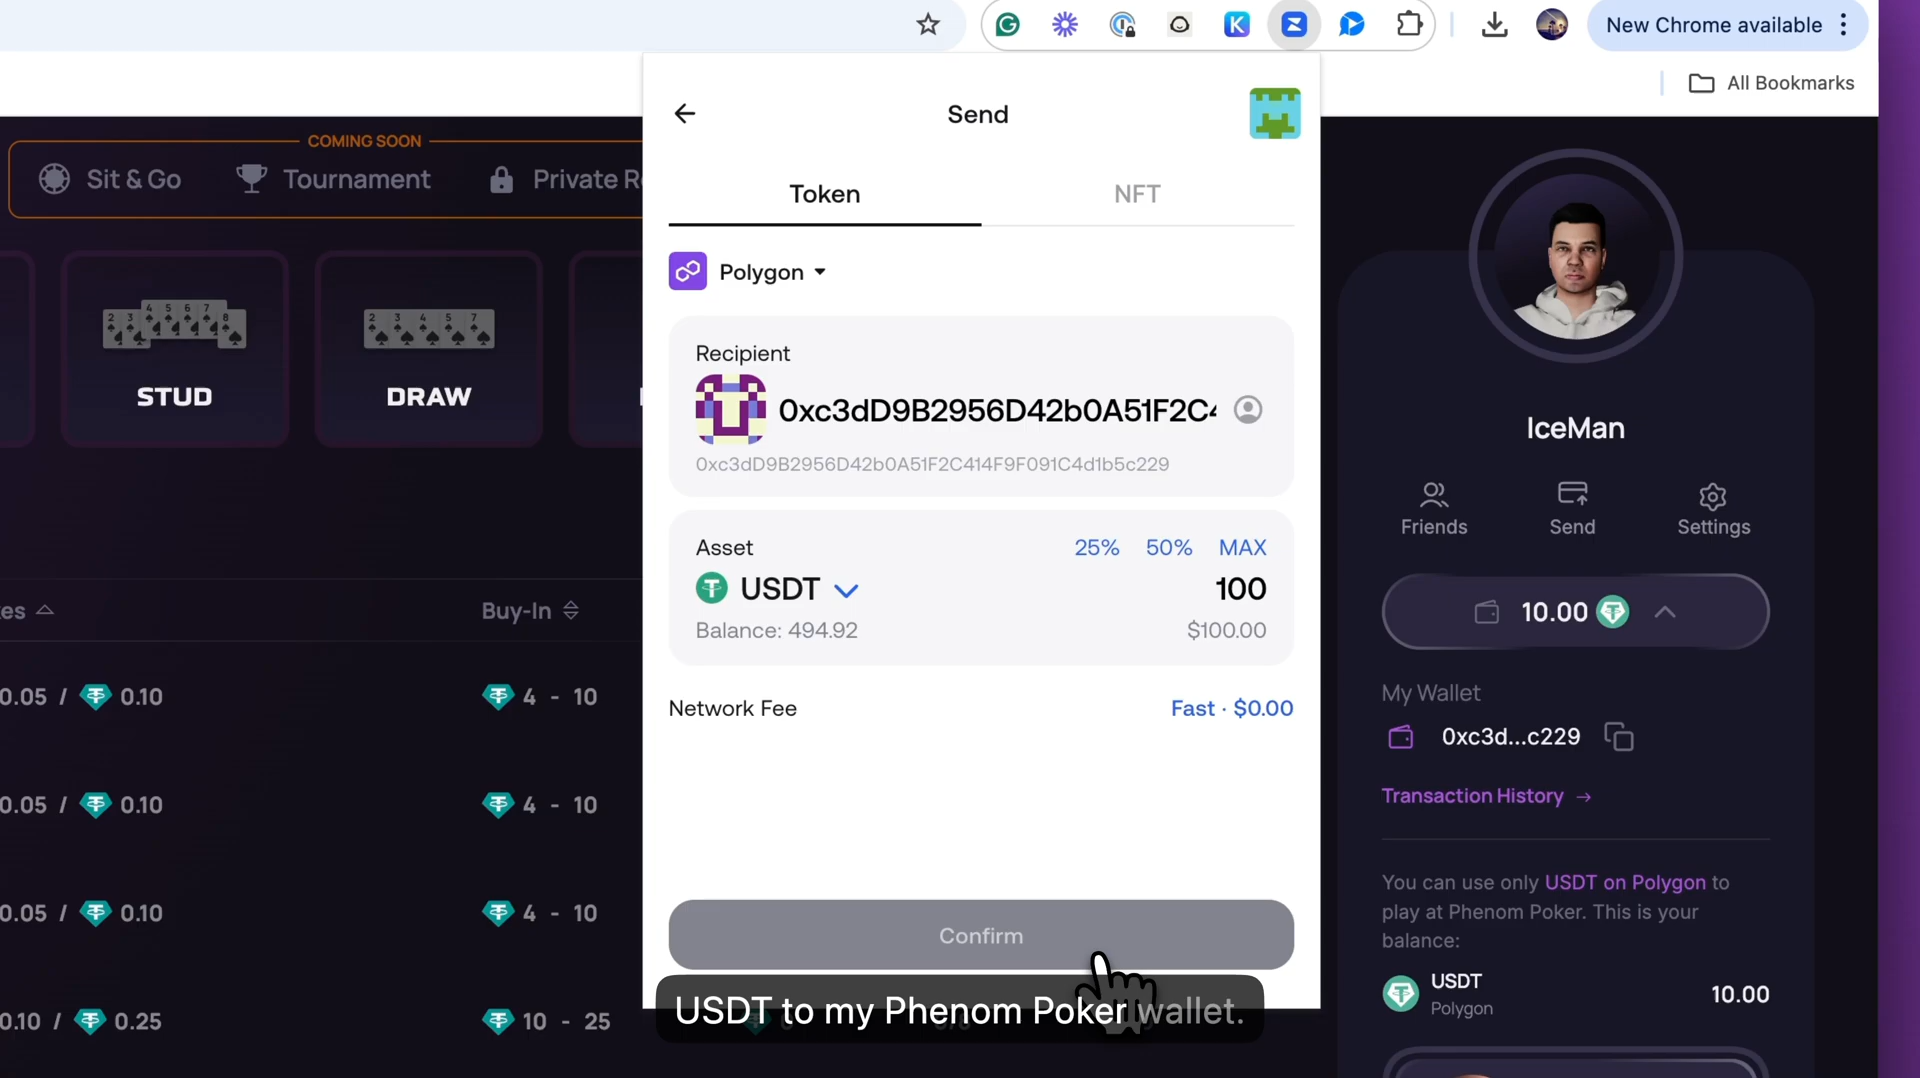 New Chrome available
All Bookmarks
Send
COMING SOON
Sit & Go
Tournament
Private
Token
NFT
Polygon
Recipient
0xc3dD9B2956D42b0A51F2C4
0xc3dD9B2956D42b0A51F2C414F9F091C4d1b5c229
STUD
DRAW
IceMan
Friends
Send
Settings
Asset
25%
50%
MAX
USDT
100
Balance: 494.92
$100.00
10.00
Buy-In
0.05 / 0.10
4 - 10
Network Fee
Fast · $0.00
My Wallet
0xc3d...c229
Transaction History →
0.05 / 0.10
4 - 10
You can use only USDT on Polygon to
play at Phenom Poker. This is your
balance:
0.05 / 0.10
4 - 10
Confirm
USDT
Polygon
10.00
0.10 / 0.25
10 - 25
USDT to my Phenom Poker wallet.